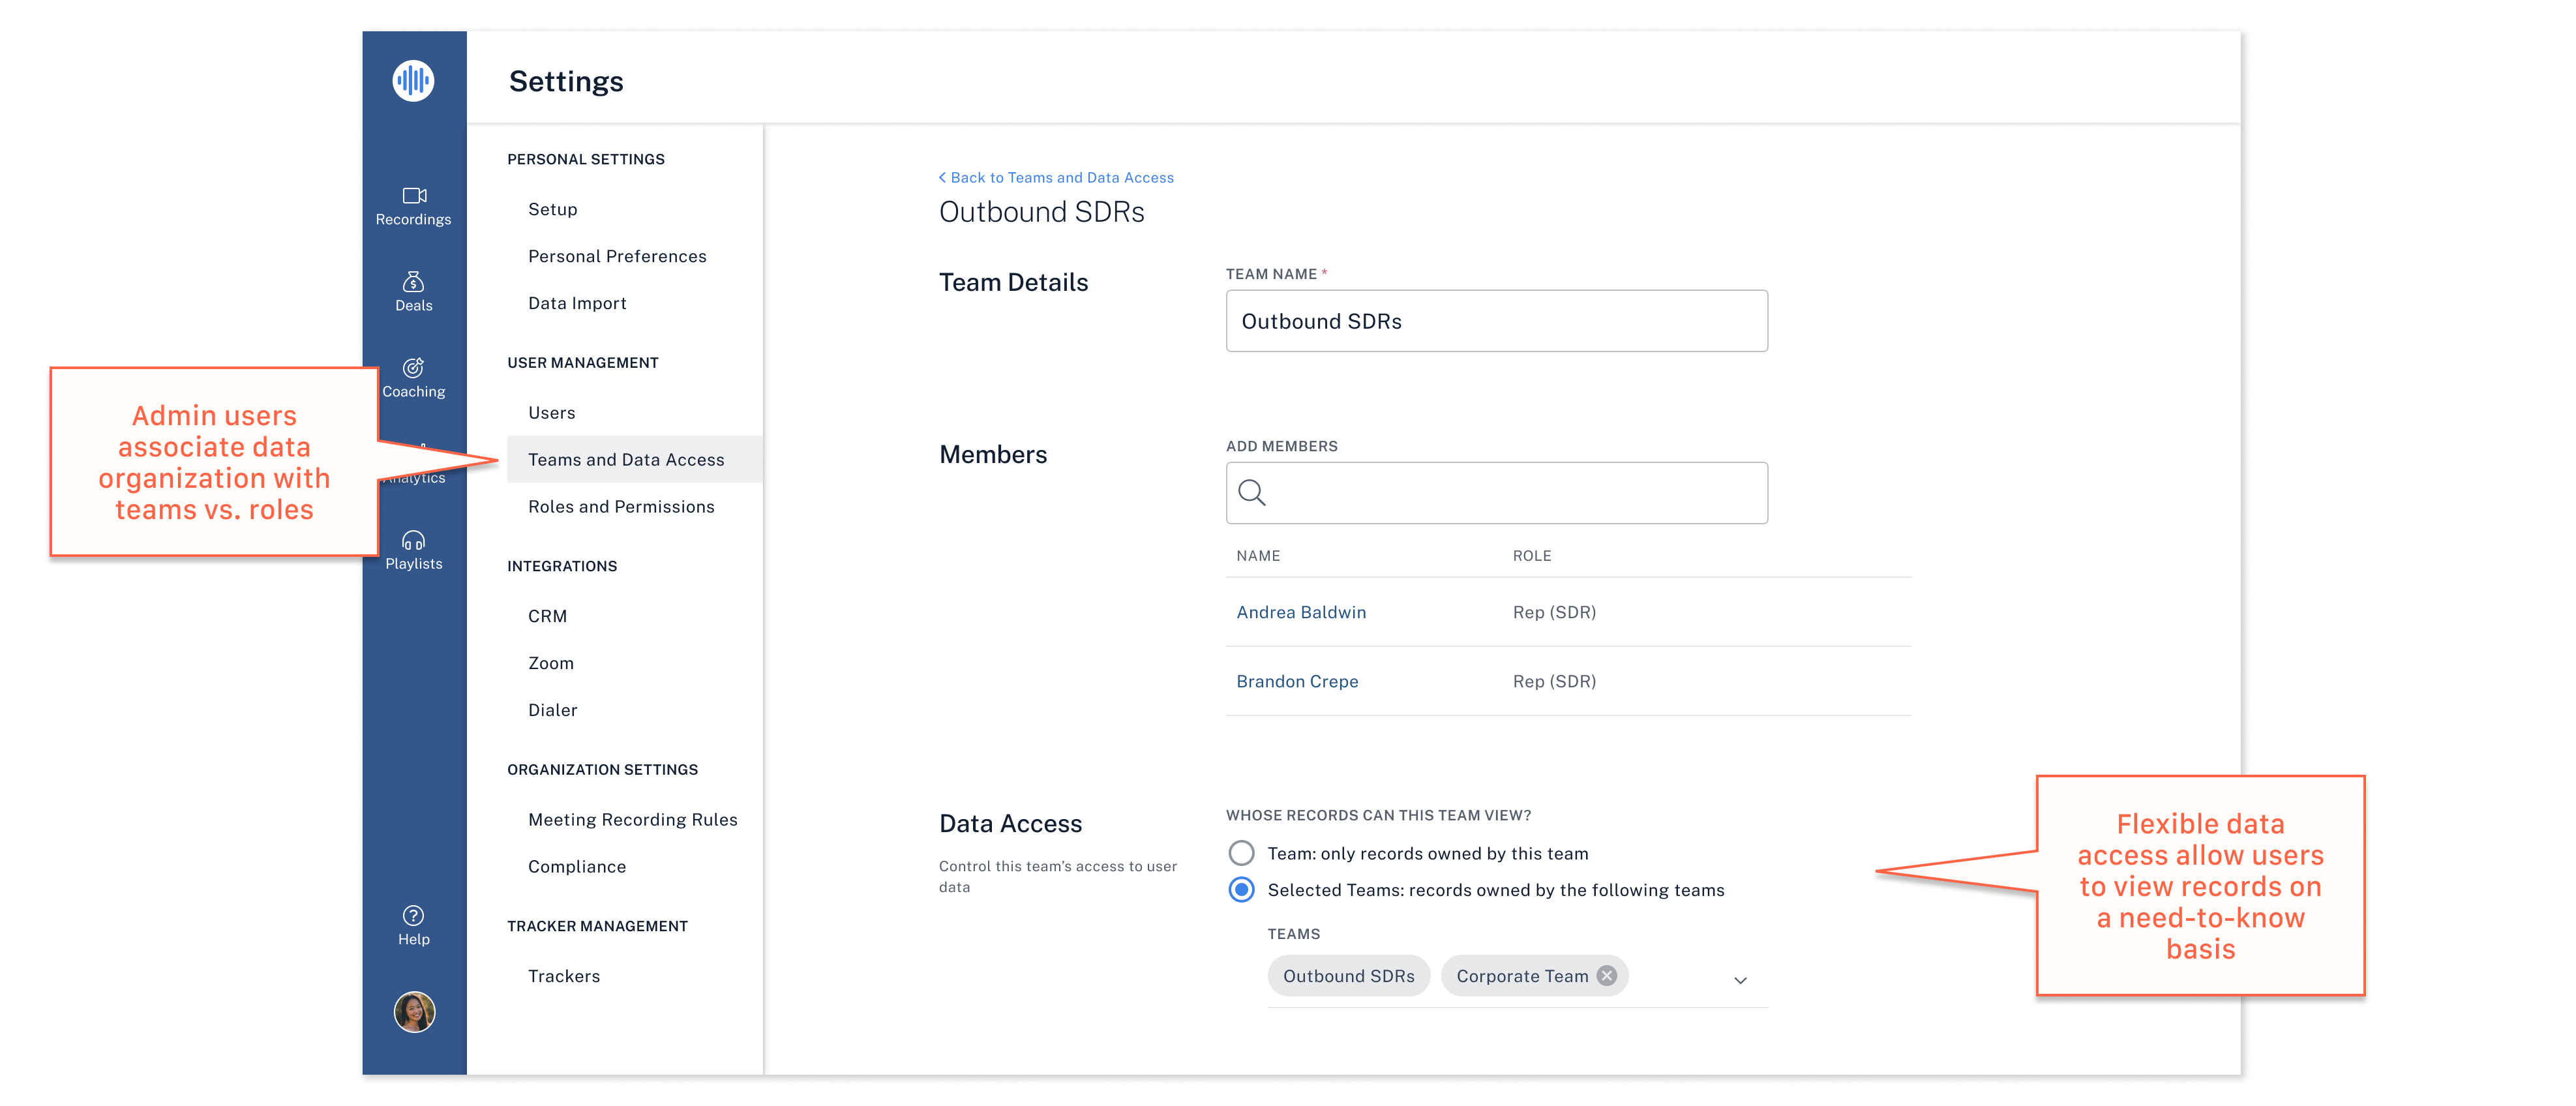 Settings
Recordings
Deals
Coaching
Playlists
Help
PERSONAL SETTINGS
Setup
Personal Preferences
Data Import
USER MANAGEMENT
Users
Teams and Data Access
Roles and Permissions
INTEGRATIONS
CRM
Zoom
Dialer
ORGANIZATION SETTINGS
Meeting Recording Rules
Compliance
TRACKER MANAGEMENT
Trackers
Admin users
associate data
organization with
teams vs. roles
Back to Teams and Data Access
Outbound SDRs
Team Details
TEAM NAME *
Outbound SDRs
Members
ADD MEMBERS
NAME ROLE
Andrea Baldwin Rep (SDR)
Brandon Crepe Rep (SDR)
Data Access
Control this team's access to user
data
WHOSE RECORDS CAN THIS TEAM VIEW?
Team: only records owned by this team
Selected Teams: records owned by the following teams
TEAMS
Outbound SDRs Corporate Team
Flexible data
access allow users
to view records on
a need-to-know
basis